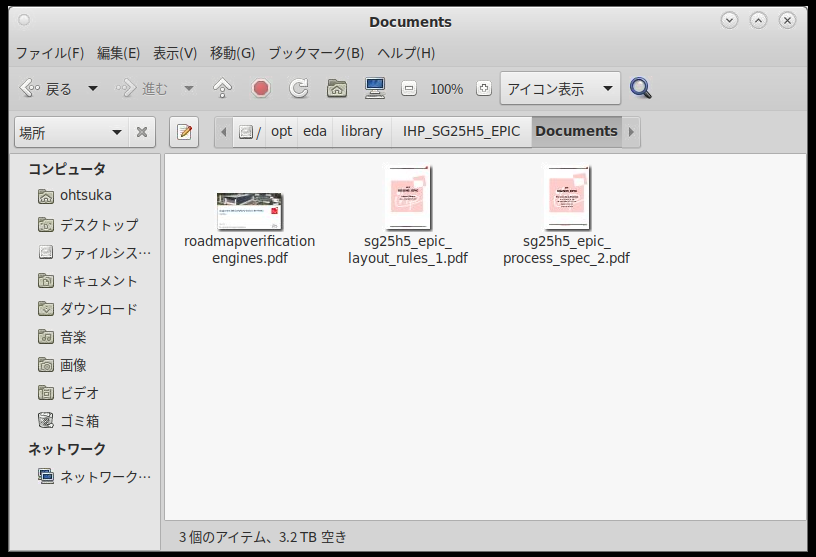 Documents
ファイル(F) 編集(E) 表示(V) 移動(G) ブックマーク(B) ヘルプ(H)
戻る 進む 100% アイコン表示
場所 / opt eda library IHP_SG25H5_EPIC Documents
コンピュータ
ohtsuka
デスクトップ
ファイルシス…
ドキュメント
ダウンロード
音楽
画像
ビデオ
ゴミ箱
ネットワーク
ネットワーク…
roadmapverification
engines.pdf
sg25h5_epic_
layout_rules_1.pdf
sg25h5_epic_
process_spec_2.pdf
3 個のアイテム、3.2 TB 空き